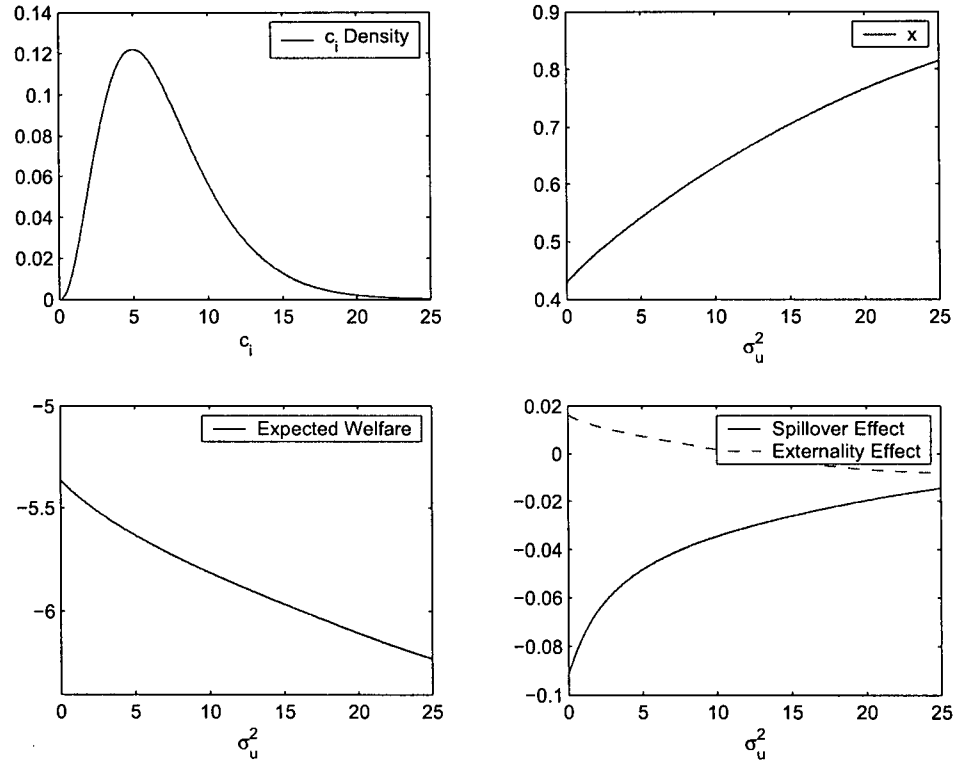 0.14
0.12
0.1
0.08
0.06
0.04
0.02
0
0 5 10 15 20 25
c_i
c_i Density
0.9
0.8
0.7
0.6
0.5
0.4
0 5 10 15 20 25
σ_u^2
x
-5
-5.5
-6
0 5 10 15 20 25
σ_u^2
Expected Welfare
0.02
0
-0.02
-0.04
-0.06
-0.08
-0.1
0 5 10 15 20 25
σ_u^2
Spillover Effect
Externality Effect